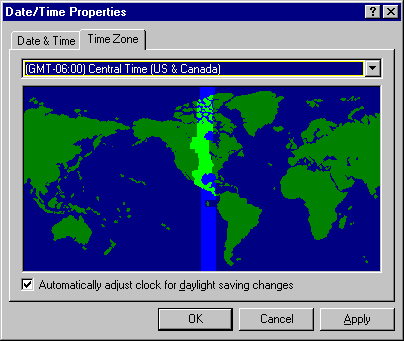 Date/Time Properties
Date & Time Time Zone
(GMT-06:00) Central Time (US & Canada)
Automatically adjust clock for daylight saving changes
OK Cancel Apply